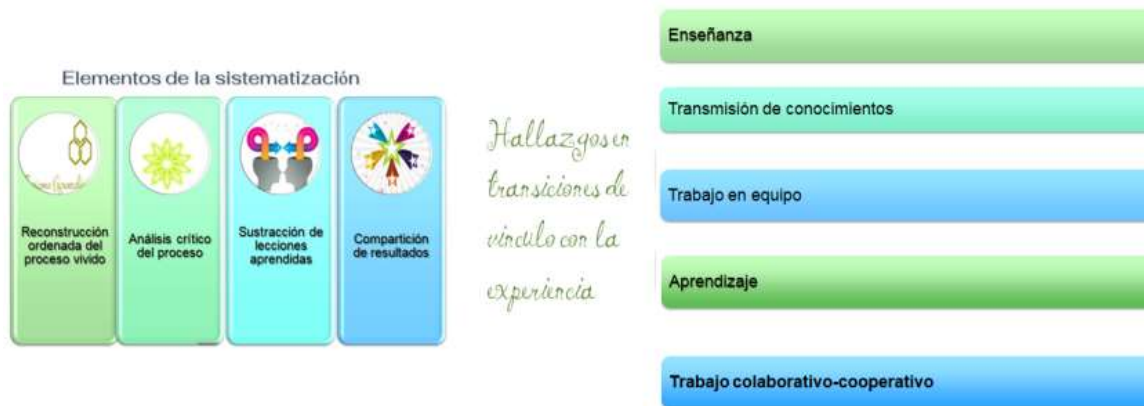 Elementos de la sistematización
Reconstrucción
ordenada del
proceso vivido
Análisis crítico
del proceso
Sustracción de
lecciones
aprendidas
Compartición
de resultados
Hallazgos en
transiciones de
vínculo con la
experiencia
Enseñanza
Transmisión de conocimientos
Trabajo en equipo
Aprendizaje
Trabajo colaborativo-cooperativo